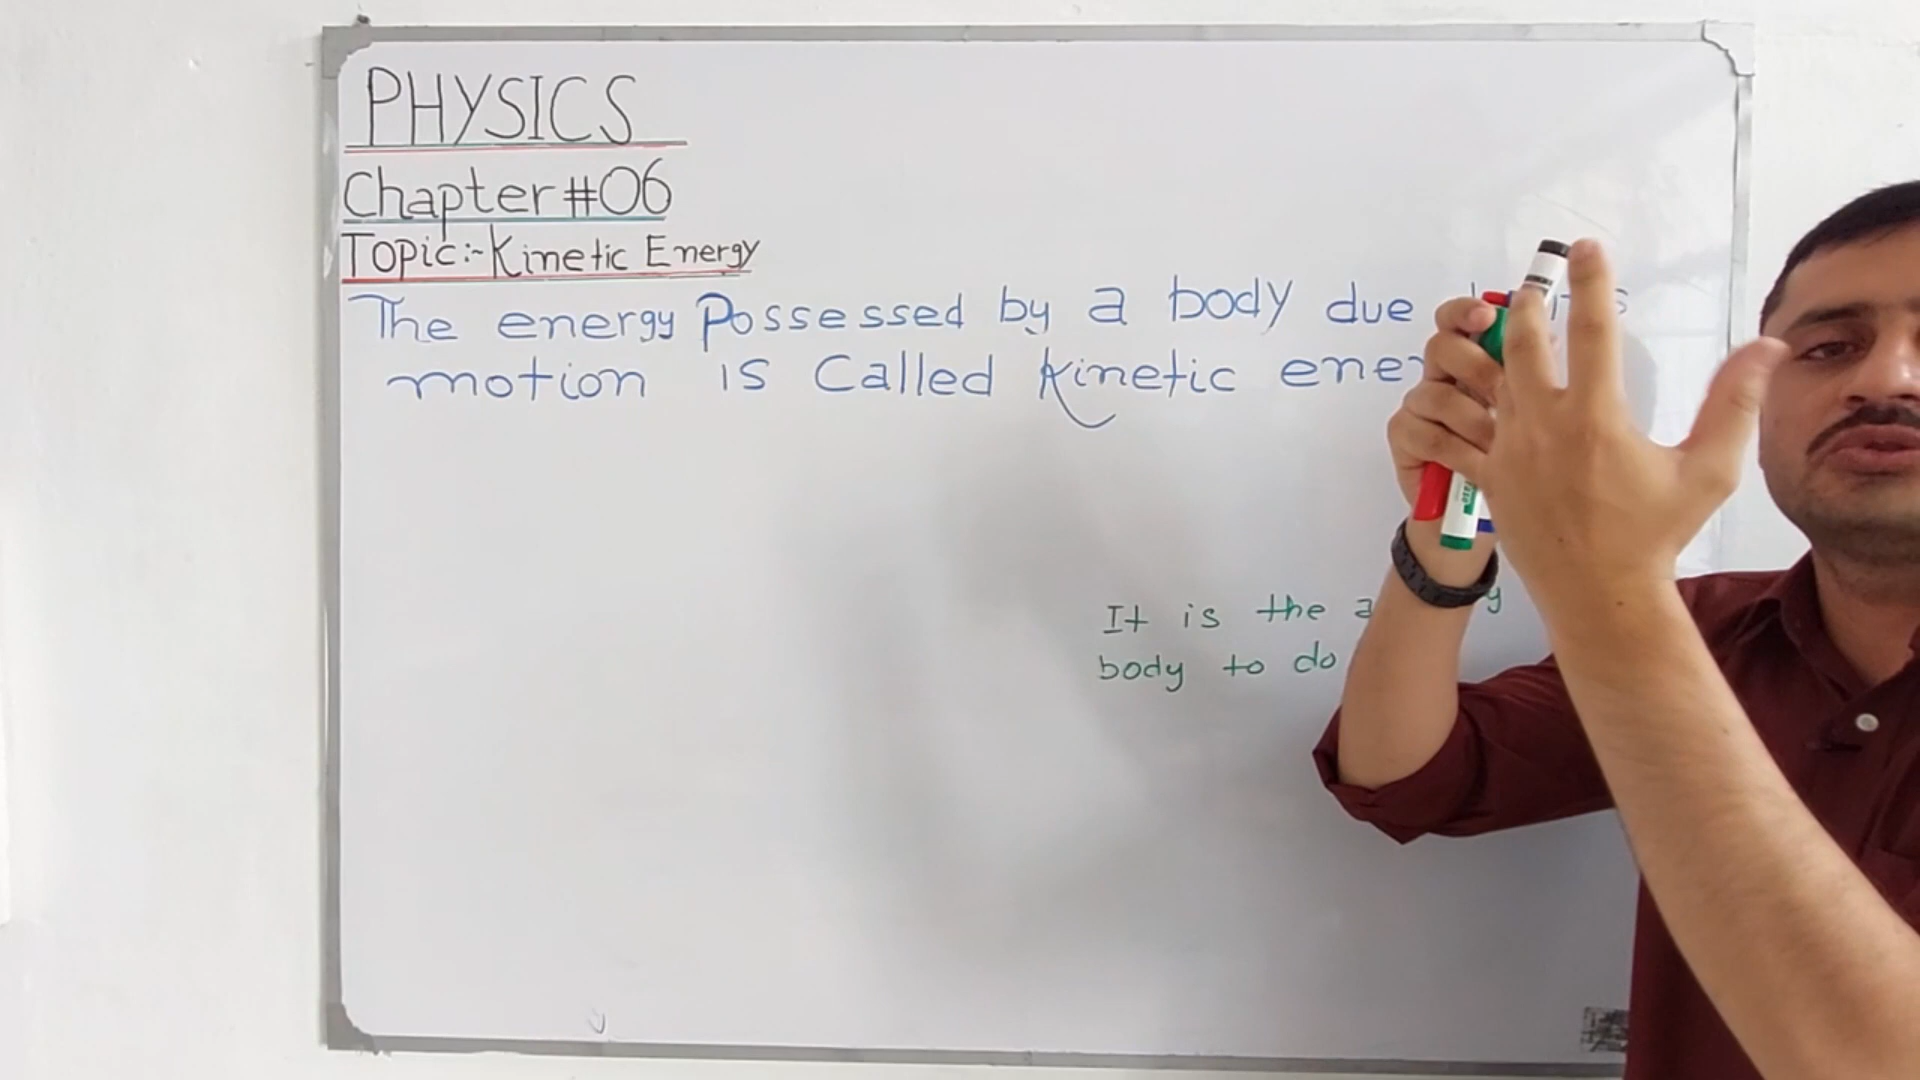 PHYSICS
Chapter #06
Topic:- Kinetic Energy
The energy Possessed by a body due
motion is Called Kinetic ener
It is the a
body to do